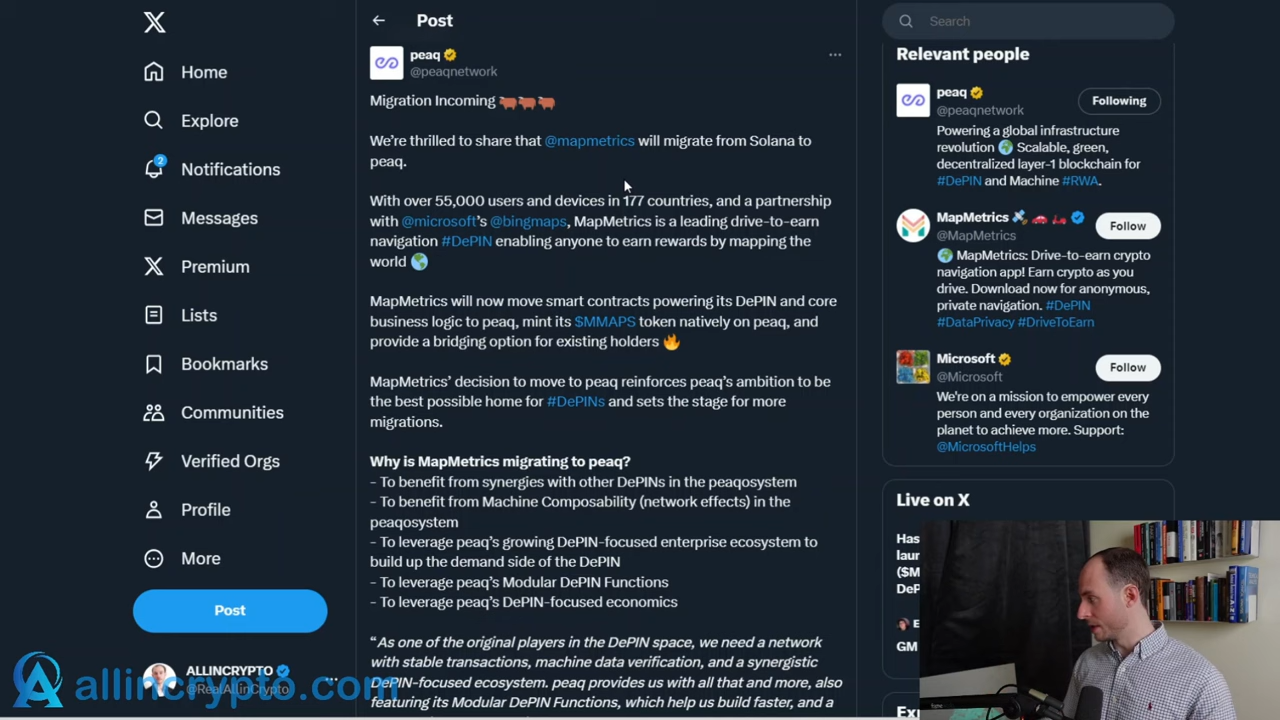 Home
Explore
2
Notifications
Messages
Premium
Lists
Bookmarks
Communities
Verified Orgs
Profile
More
Post
ALLINCRYPTO
@RealAllinCrypto
allincrypto.com
Post
peaq
@peaqnetwork
Migration Incoming 🐂🐂🐂
We're thrilled to share that @mapmetrics will migrate from Solana to
peaq.
With over 55,000 users and devices in 177 countries, and a partnership
with @microsoft's @bingmaps, MapMetrics is a leading drive-to-earn
navigation #DePIN enabling anyone to earn rewards by mapping the
world 🌎
MapMetrics will now move smart contracts powering its DePIN and core
business logic to peaq, mint its $MMAPS token natively on peaq, and
provide a bridging option for existing holders 🔥
MapMetrics' decision to move to peaq reinforces peaq's ambition to be
the best possible home for #DePINs and sets the stage for more
migrations.
Why is MapMetrics migrating to peaq?
- To benefit from synergies with other DePINs in the peaqosystem
- To benefit from Machine Composability (network effects) in the
peaqosystem
- To leverage peaq's growing DePIN-focused enterprise ecosystem to
build up the demand side of the DePIN
- To leverage peaq's Modular DePIN Functions
- To leverage peaq's DePIN-focused economics
"As one of the original players in the DePIN space, we need a network
with stable transactions, machine data verification, and a synergistic
DePIN-focused ecosystem. peaq provides us with all that and more, also
featuring its Modular DePIN Functions, which help us build faster, and a
Search
Relevant people
peaq
@peaqnetwork
Following
Powering a global infrastructure
revolution 🌍 Scalable, green,
decentralized layer-1 blockchain for
#DePIN and Machine #RWA.
MapMetrics 🛰️ 🚗 🛵
@MapMetrics
Follow
🌍 MapMetrics: Drive-to-earn crypto
navigation app! Earn crypto as you
drive. Download now for anonymous,
private navigation. #DePIN
#DataPrivacy #DriveToEarn
Microsoft
@Microsoft
Follow
We're on a mission to empower every
person and every organization on the
planet to achieve more. Support:
@MicrosoftHelps
Live on X
Has
laun
($M
DeP
E
GM
Exp